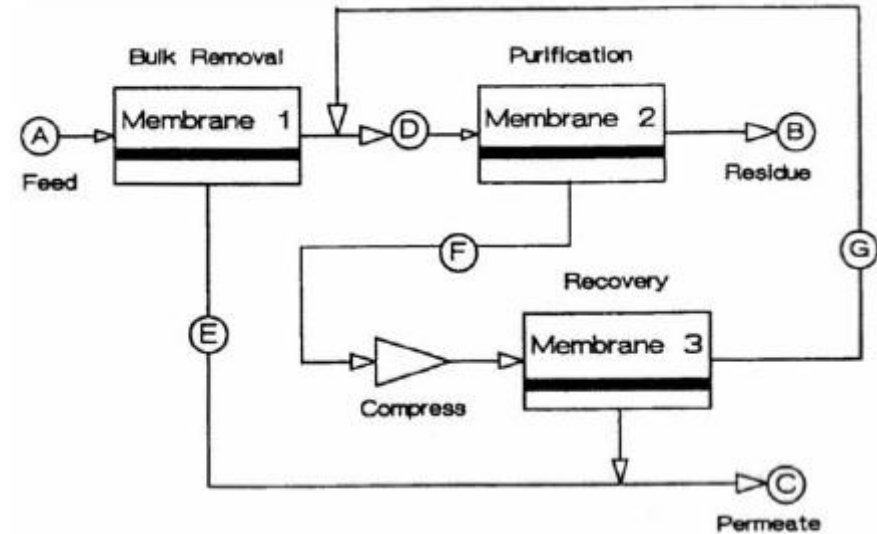 Bulk Removal
Purification
A
Membrane 1
D
Membrane 2
B
Feed
Residue
F
G
Recovery
E
Membrane 3
Compress
C
Permeate